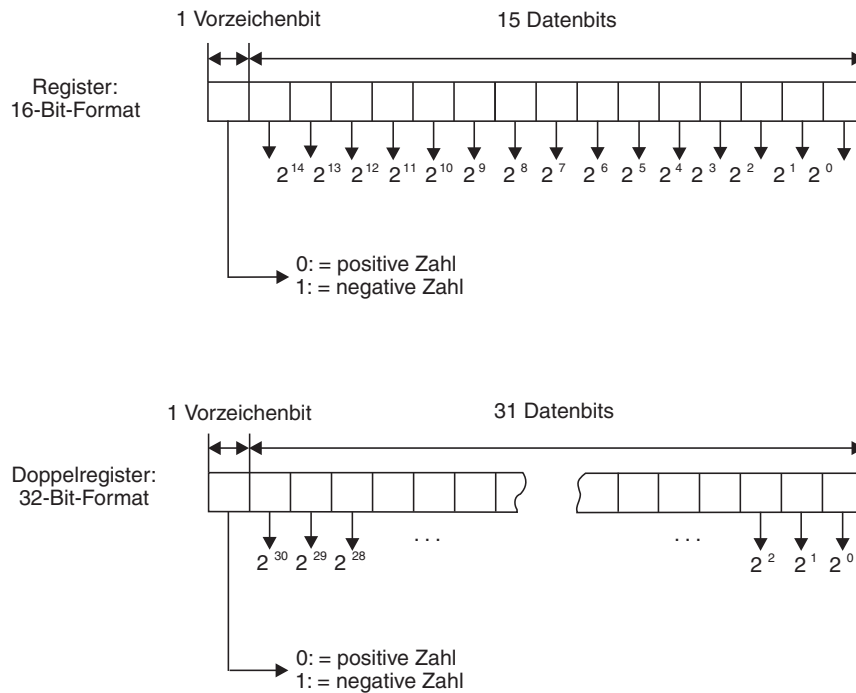 1 Vorzeichenbit 15 Datenbits
Register:
16-Bit-Format
2^14 2^13 2^12 2^11 2^10 2^9 2^8 2^7 2^6 2^5 2^4 2^3 2^2 2^1 2^0
0: = positive Zahl
1: = negative Zahl
1 Vorzeichenbit 31 Datenbits
Doppelregister:
32-Bit-Format
... ...
2^30 2^29 2^28 2^2 2^1 2^0
0: = positive Zahl
1: = negative Zahl